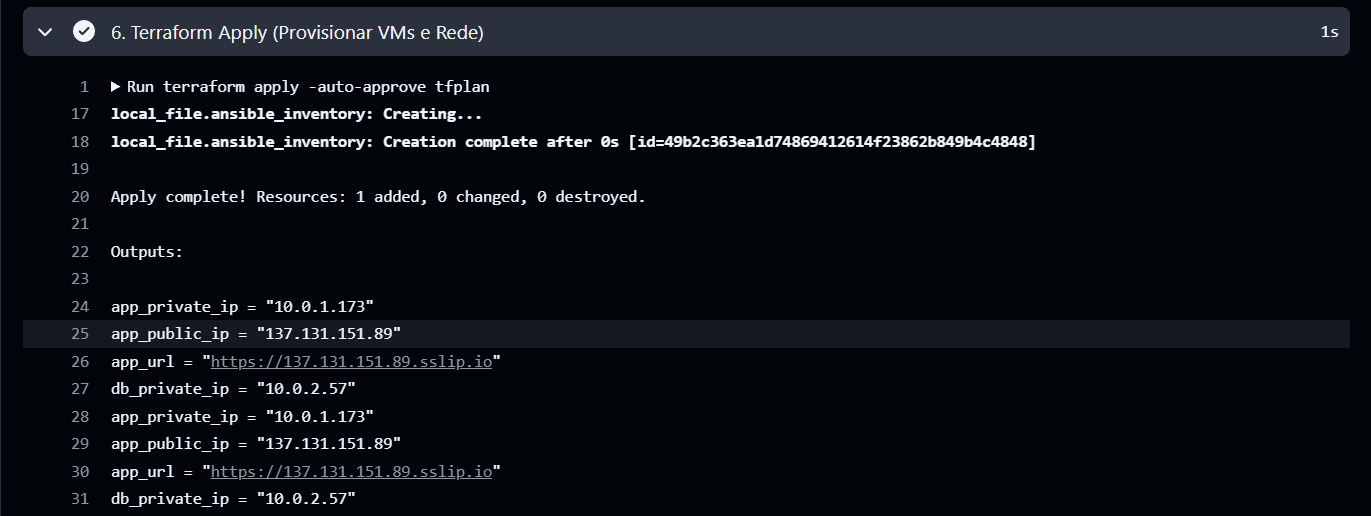 6. Terraform Apply (Provisionar VMs e Rede) 1s
1 Run terraform apply -auto-approve tfplan
17 local_file.ansible_inventory: Creating...
18 local_file.ansible_inventory: Creation complete after 0s [id=49b2c363ea1d74869412614f23862b849b4c4848]
19
20 Apply complete! Resources: 1 added, 0 changed, 0 destroyed.
21
22 Outputs:
23
24 app_private_ip = "10.0.1.173"
25 app_public_ip = "137.131.151.89"
26 app_url = "https://137.131.151.89.sslip.io"
27 db_private_ip = "10.0.2.57"
28 app_private_ip = "10.0.1.173"
29 app_public_ip = "137.131.151.89"
30 app_url = "https://137.131.151.89.sslip.io"
31 db_private_ip = "10.0.2.57"